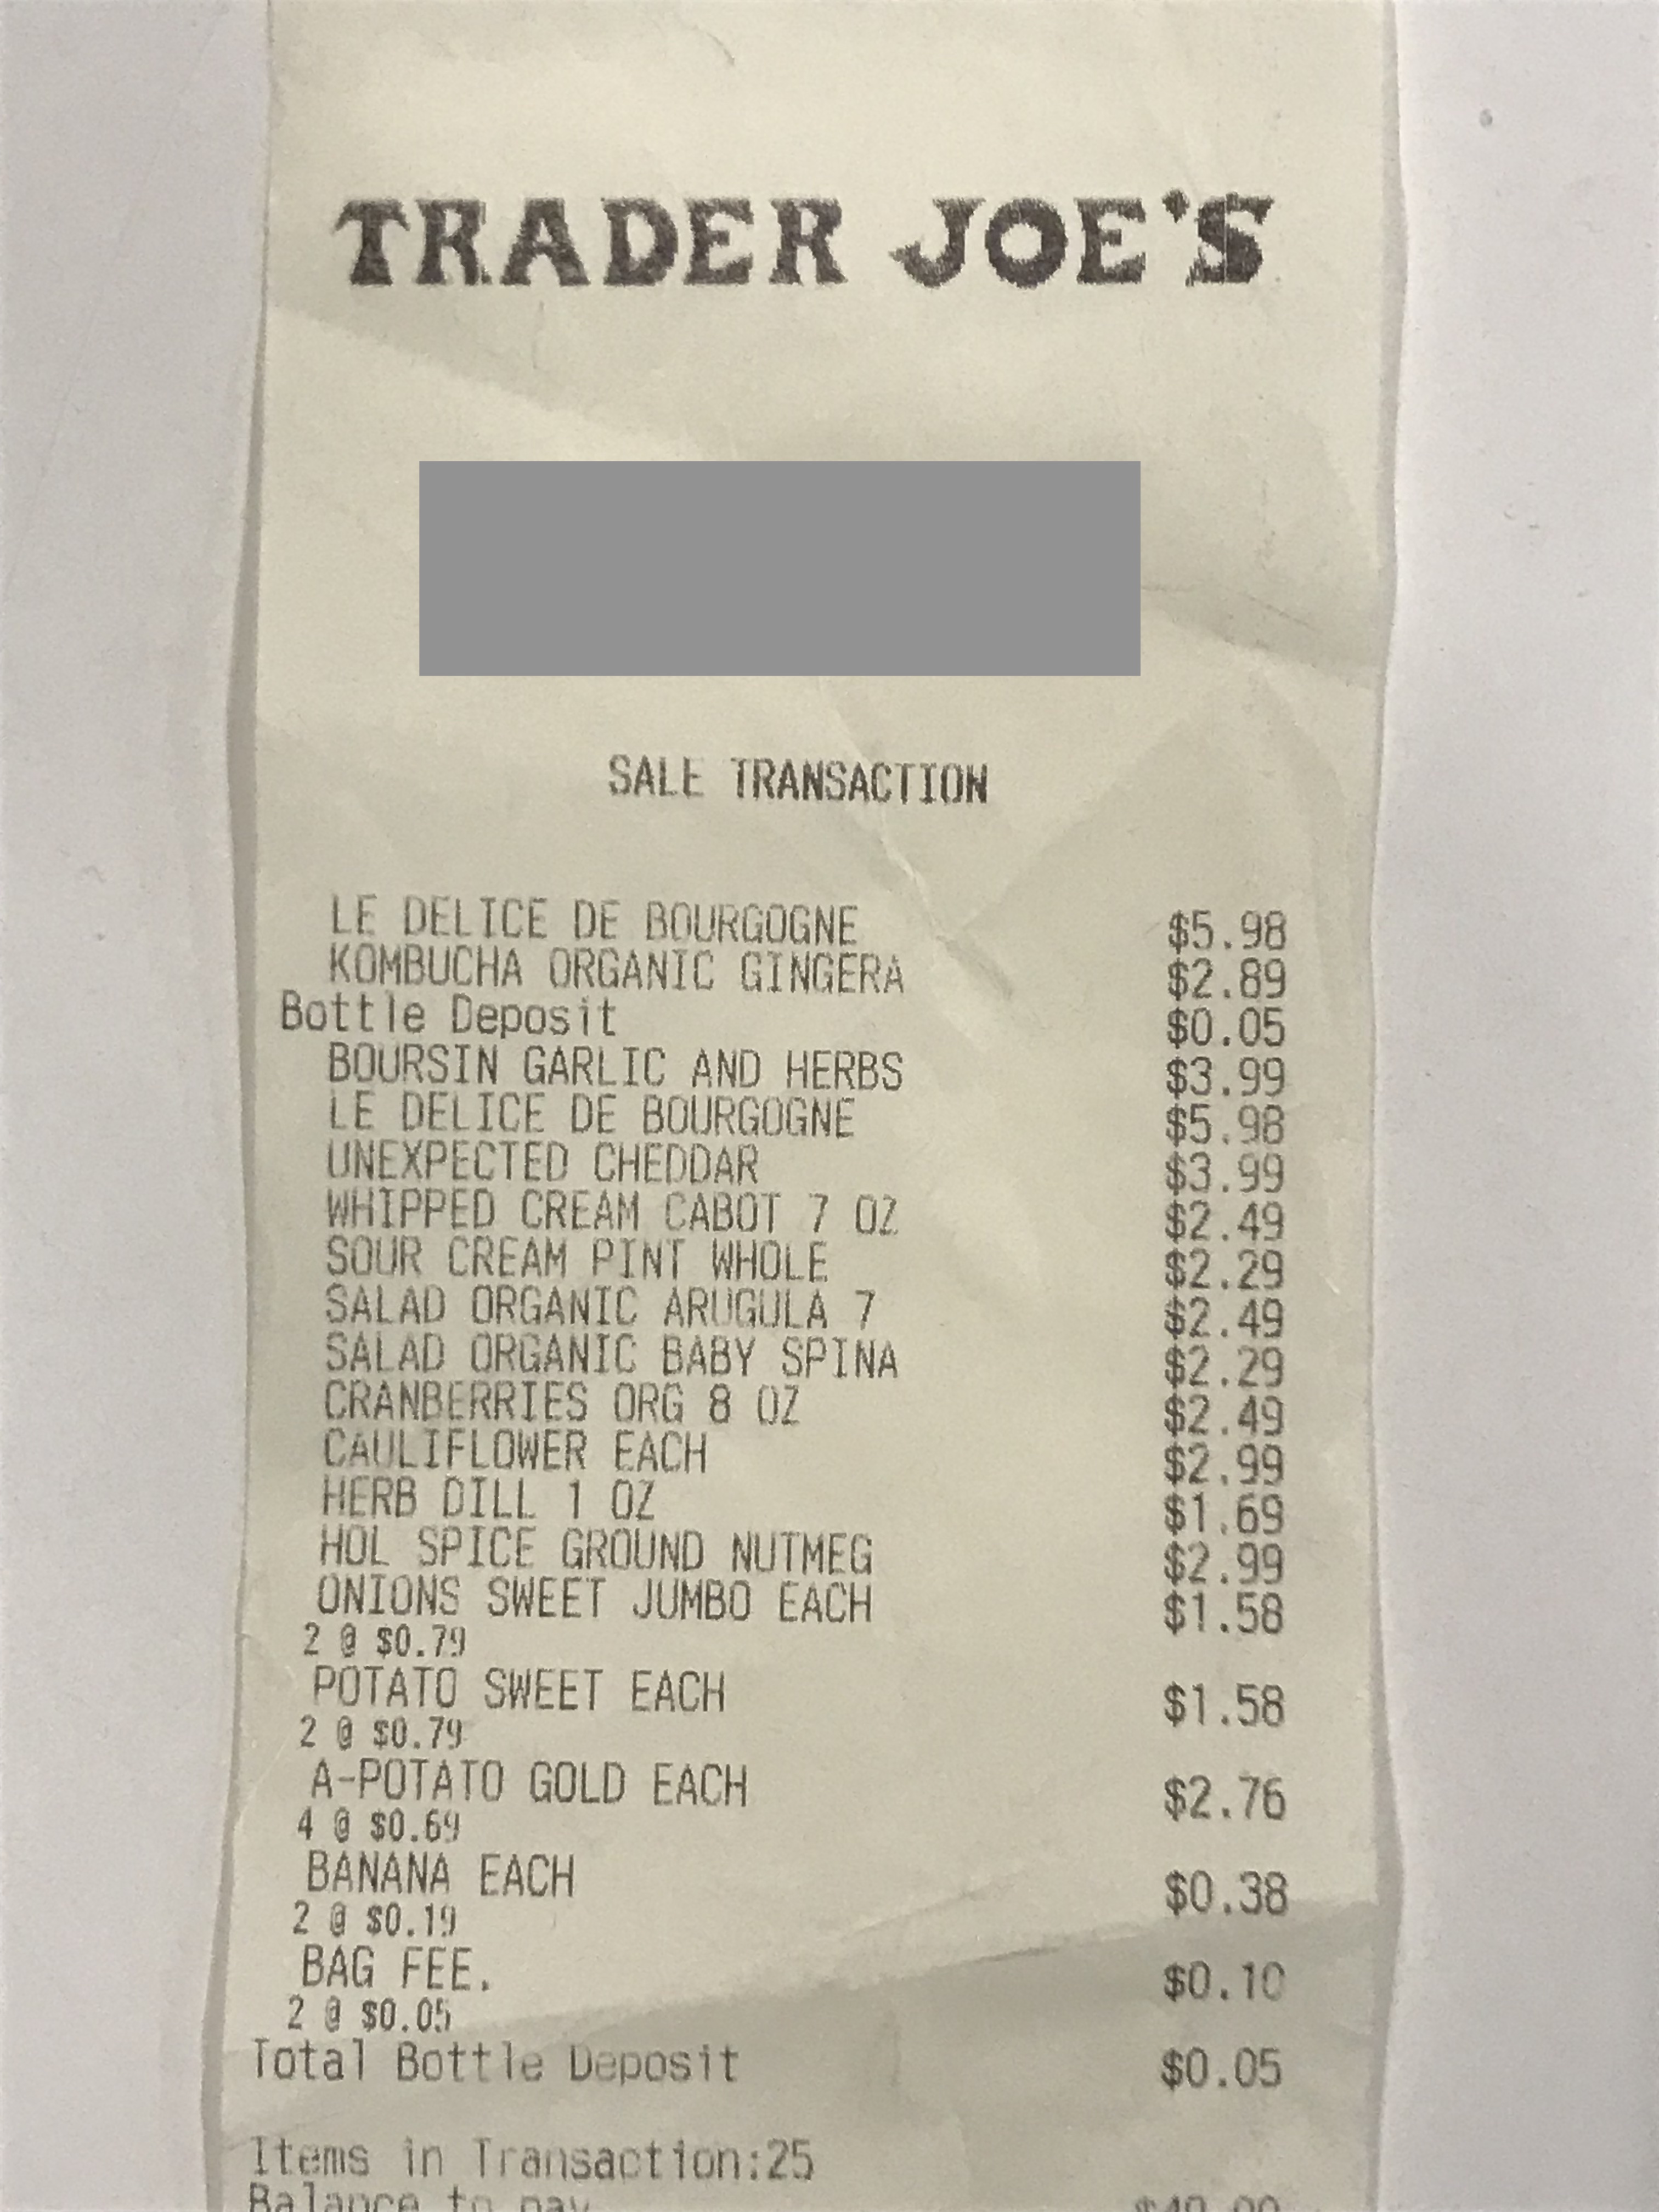 TRADER JOE'S
SALE TRANSACTION
LE DELICE DE BOURGOGNE $5.98
KOMBUCHA ORGANIC GINGERA $2.89
Bottle Deposit $0.05
BOURSIN GARLIC AND HERBS $3.99
LE DELICE DE BOURGOGNE $5.98
UNEXPECTED CHEDDAR $3.99
WHIPPED CREAM CABOT 7 OZ $2.49
SOUR CREAM PINT WHOLE $2.29
SALAD ORGANIC ARUGULA 7 $2.49
SALAD ORGANIC BABY SPINA $2.29
CRANBERRIES ORG 8 OZ $2.49
CAULIFLOWER EACH $2.99
HERB DILL 1 OZ $1.69
HOL SPICE GROUND NUTMEG $2.99
ONIONS SWEET JUMBO EACH $1.58
2 @ $0.79
POTATO SWEET EACH $1.58
2 @ $0.79
A-POTATO GOLD EACH $2.76
4 @ $0.69
BANANA EACH $0.38
2 @ $0.19
BAG FEE. $0.10
2 @ $0.05
Total Bottle Deposit $0.05
Items in Transaction:25
Balance to pay